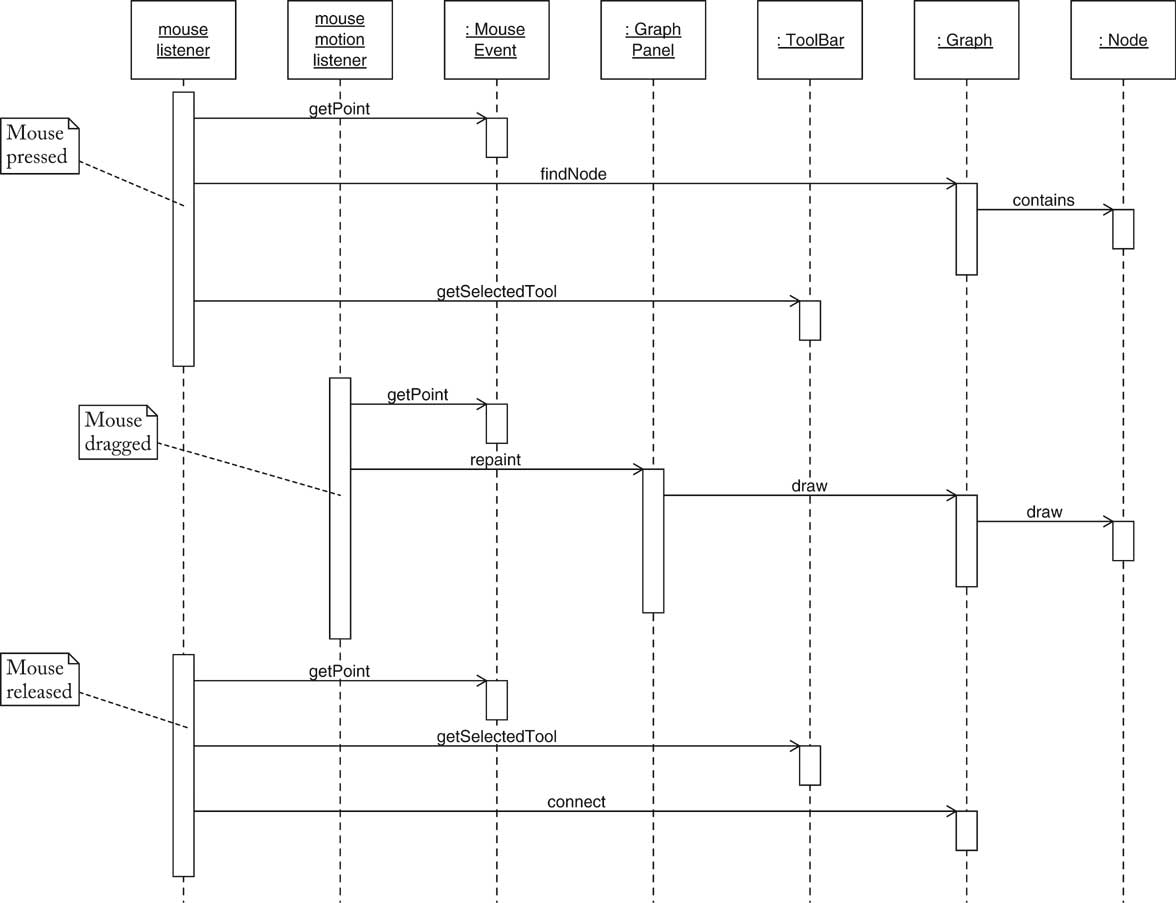 mouse
listener
mouse
motion
listener
: Mouse
Event
: Graph
Panel
: ToolBar
: Graph
: Node
Mouse
pressed
getPoint
findNode
contains
getSelectedTool
Mouse
dragged
getPoint
repaint
draw
draw
Mouse
released
getPoint
getSelectedTool
connect